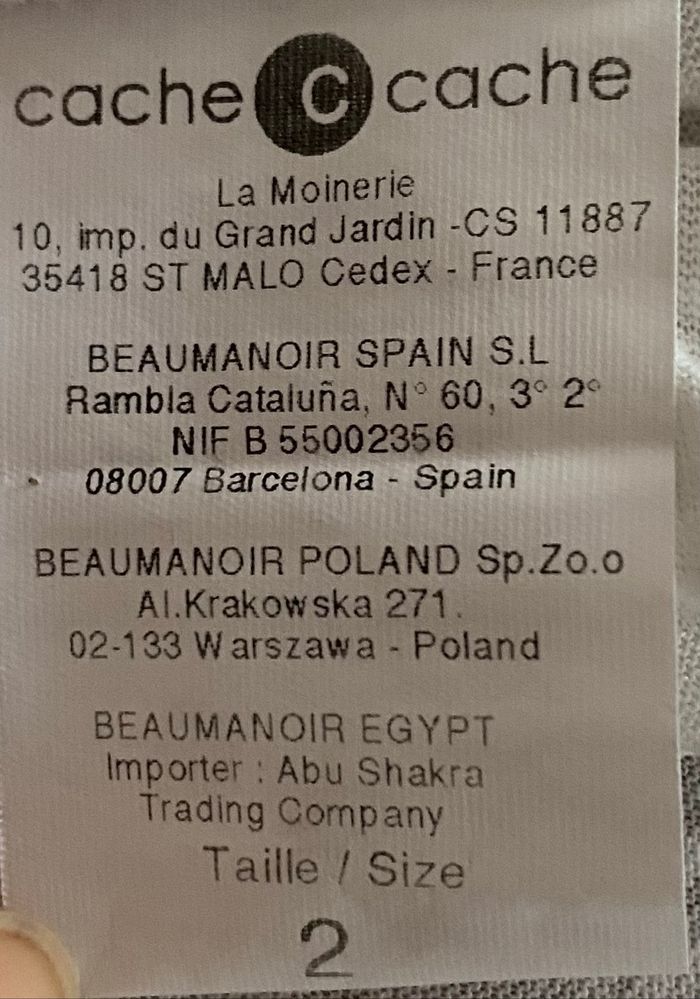 cache C cache
La Moinerie
10, imp. du Grand Jardin -CS 11887
35418 ST MALO Cedex - France
BEAUMANOIR SPAIN S.L
Rambla Cataluña, N° 60, 3° 2°
NIF B 55002356
08007 Barcelona - Spain
BEAUMANOIR POLAND Sp.Zo.o
Al.Krakowska 271.
02-133 Warszawa - Poland
BEAUMANOIR EGYPT
Importer : Abu Shakra
Trading Company
Taille / Size
2